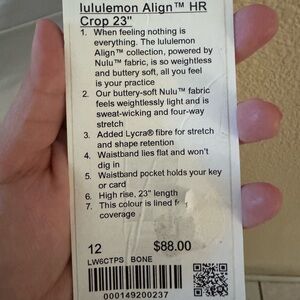 lululemon Align™ HR
Crop 23"
1. When feeling nothing is
everything. The lululemon
Align™ collection, powered by
Nulu™ fabric, is so weightless
and buttery soft, all you feel
is your practice
2. Our buttery-soft Nulu™ fabric
feels weightlessly light and is
sweat-wicking and four-way
stretch
3. Added Lycra® fibre for stretch
and shape retention
4. Waistband lies flat and won't
dig in
5. Waistband pocket holds your key
or card
6. High rise, 23" length
7. This colour is lined
coverage
12 $88.00
LW6CTPS BONE
000149200237